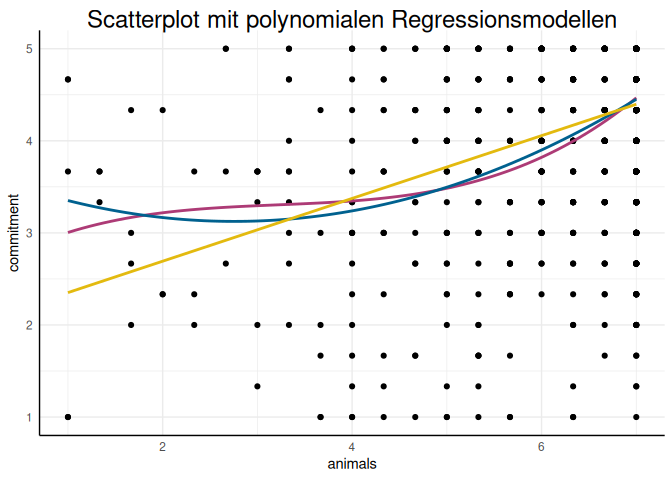 Scatterplot mit polynomialen Regressionsmodellen
5
4
3
2
1
commitment
2 4 6
animals